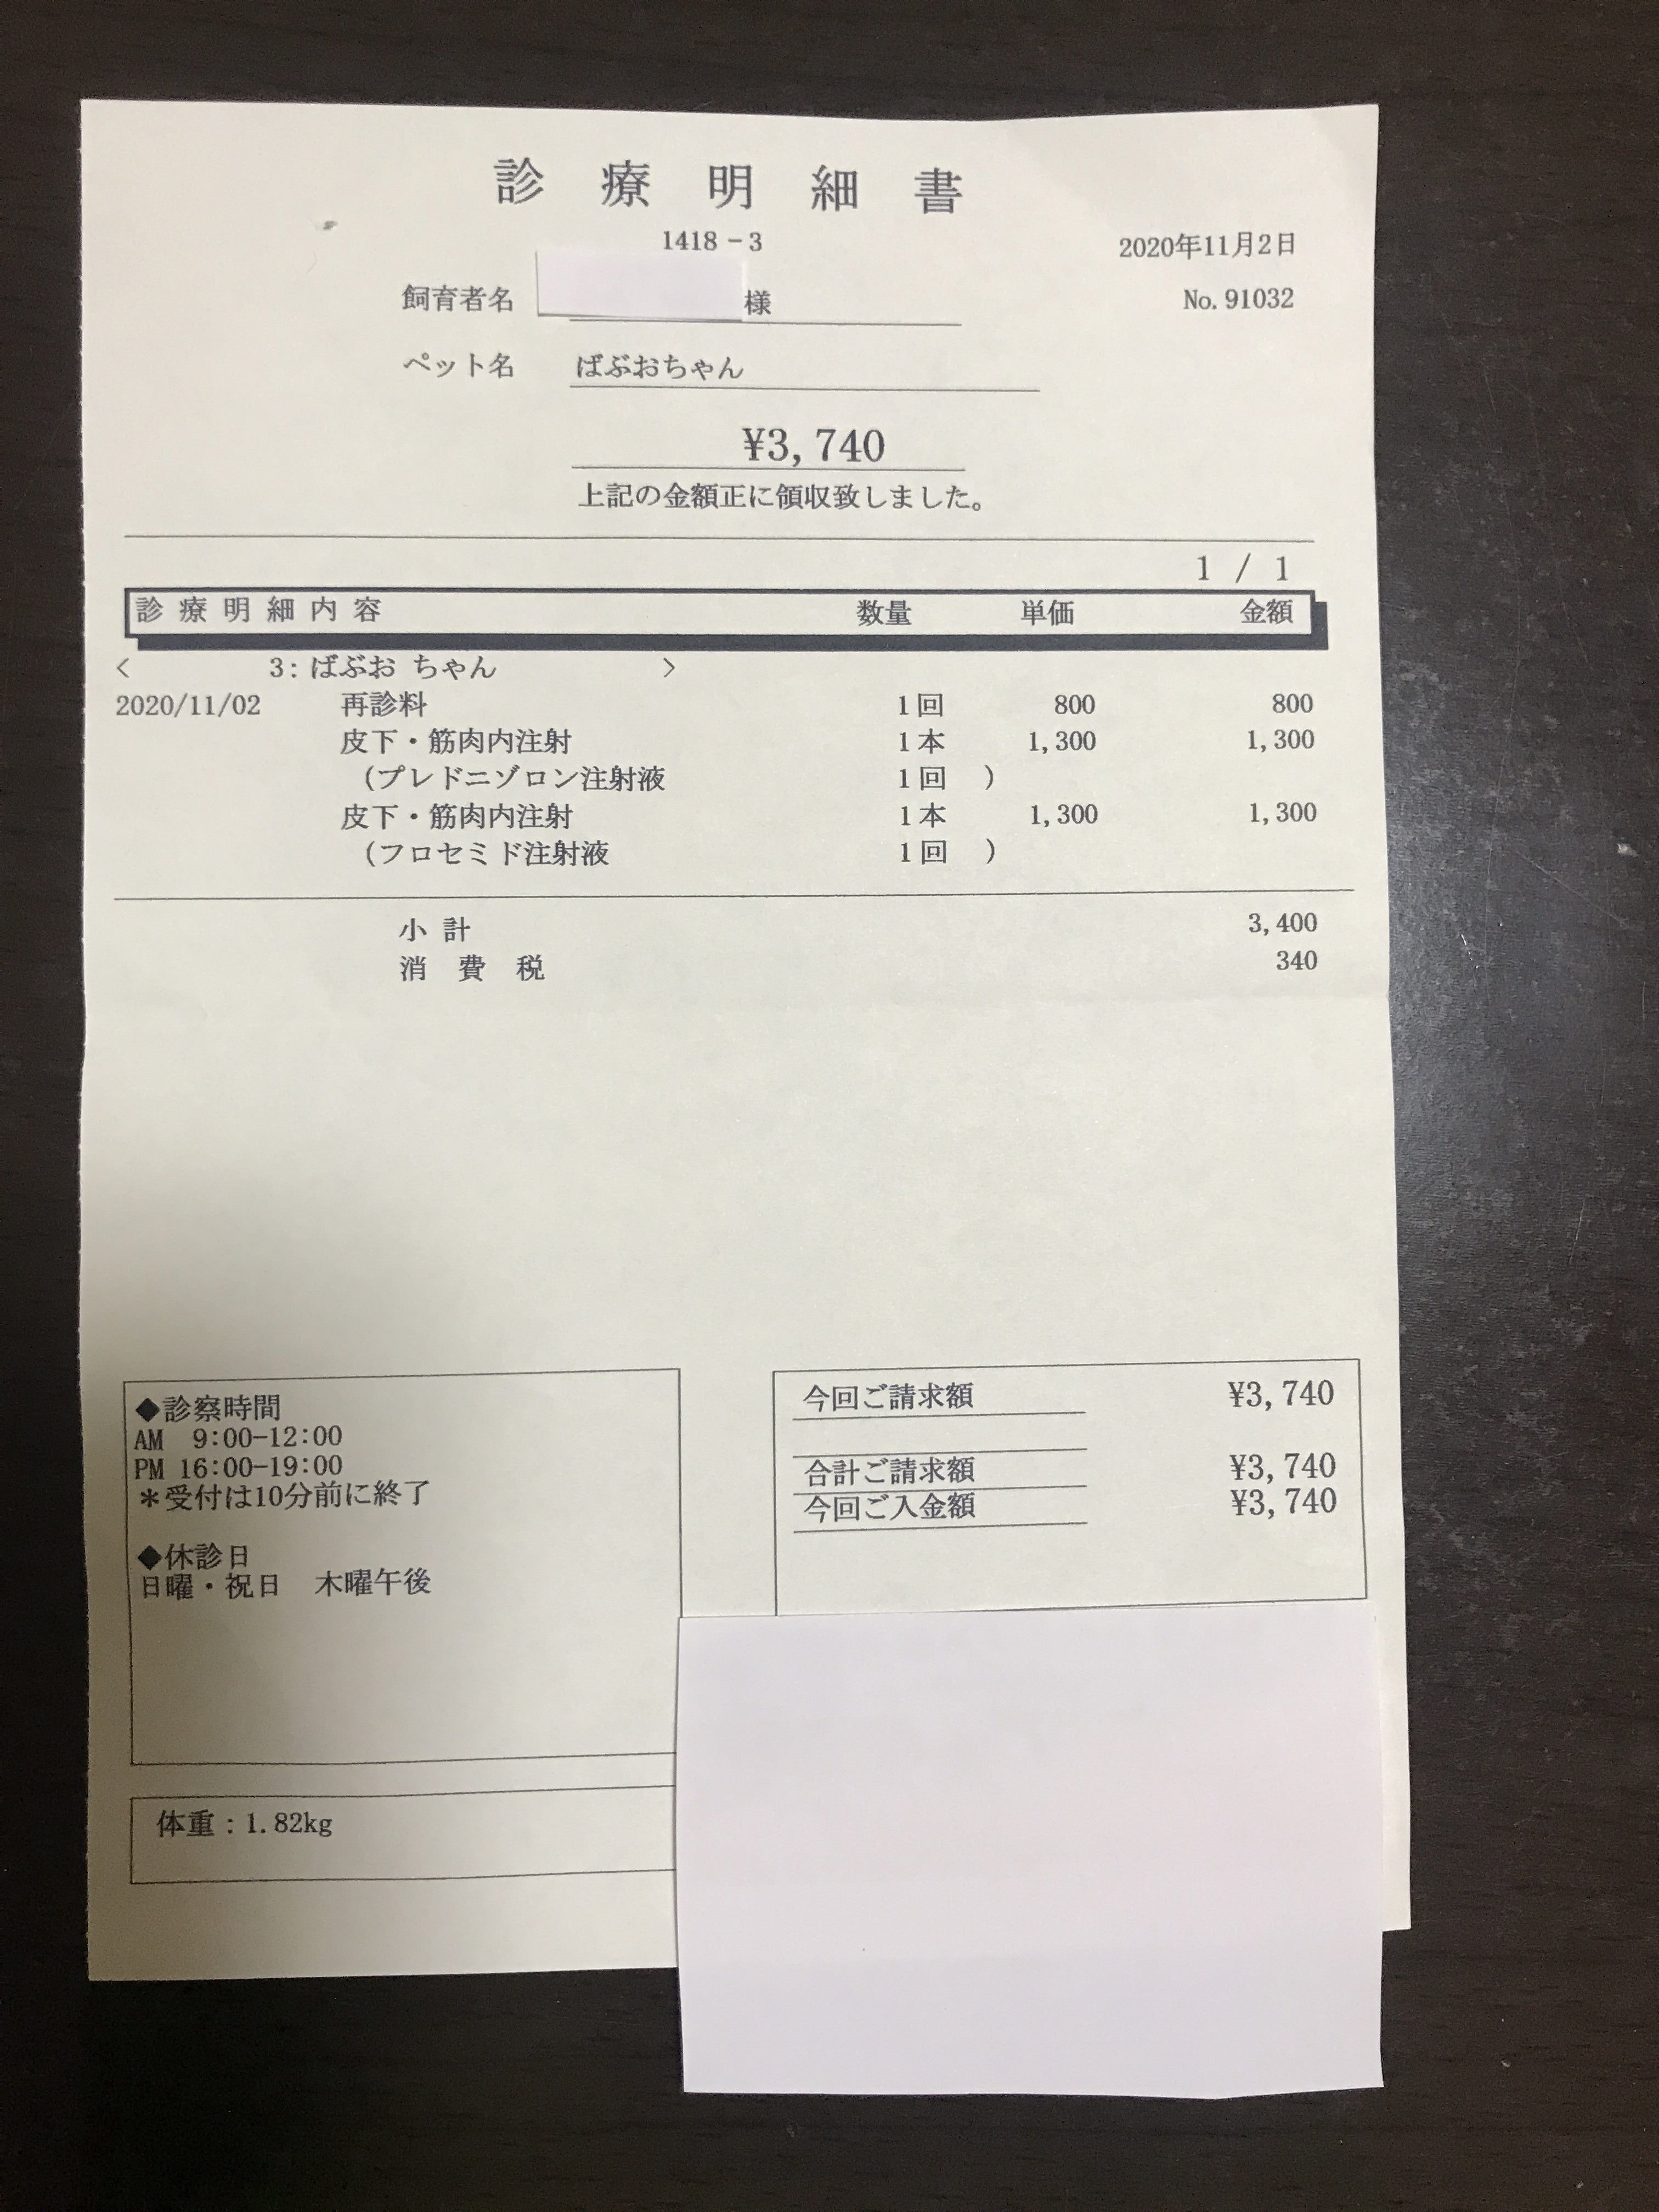 診療明細書
1418-3
2020年11月2日
飼育者名 様
No.91032
ペット名 ばぶおちゃん
¥3,740
上記の金額正に領収致しました。
1 / 1
診療明細内容 数量 単価 金額
< 3:ばぶお ちゃん >
2020/11/02 再診料 1回 800 800
皮下・筋肉内注射 1本 1,300 1,300
(プレドニゾロン注射液 1回 )
皮下・筋肉内注射 1本 1,300 1,300
(フロセミド注射液 1回 )
小計 3,400
消費税 340
◆診察時間
AM 9:00-12:00
PM 16:00-19:00
*受付は10分前に終了
◆休診日
日曜・祝日 木曜午後
今回ご請求額 ¥3,740
合計ご請求額 ¥3,740
今回ご入金額 ¥3,740
体重:1.82kg